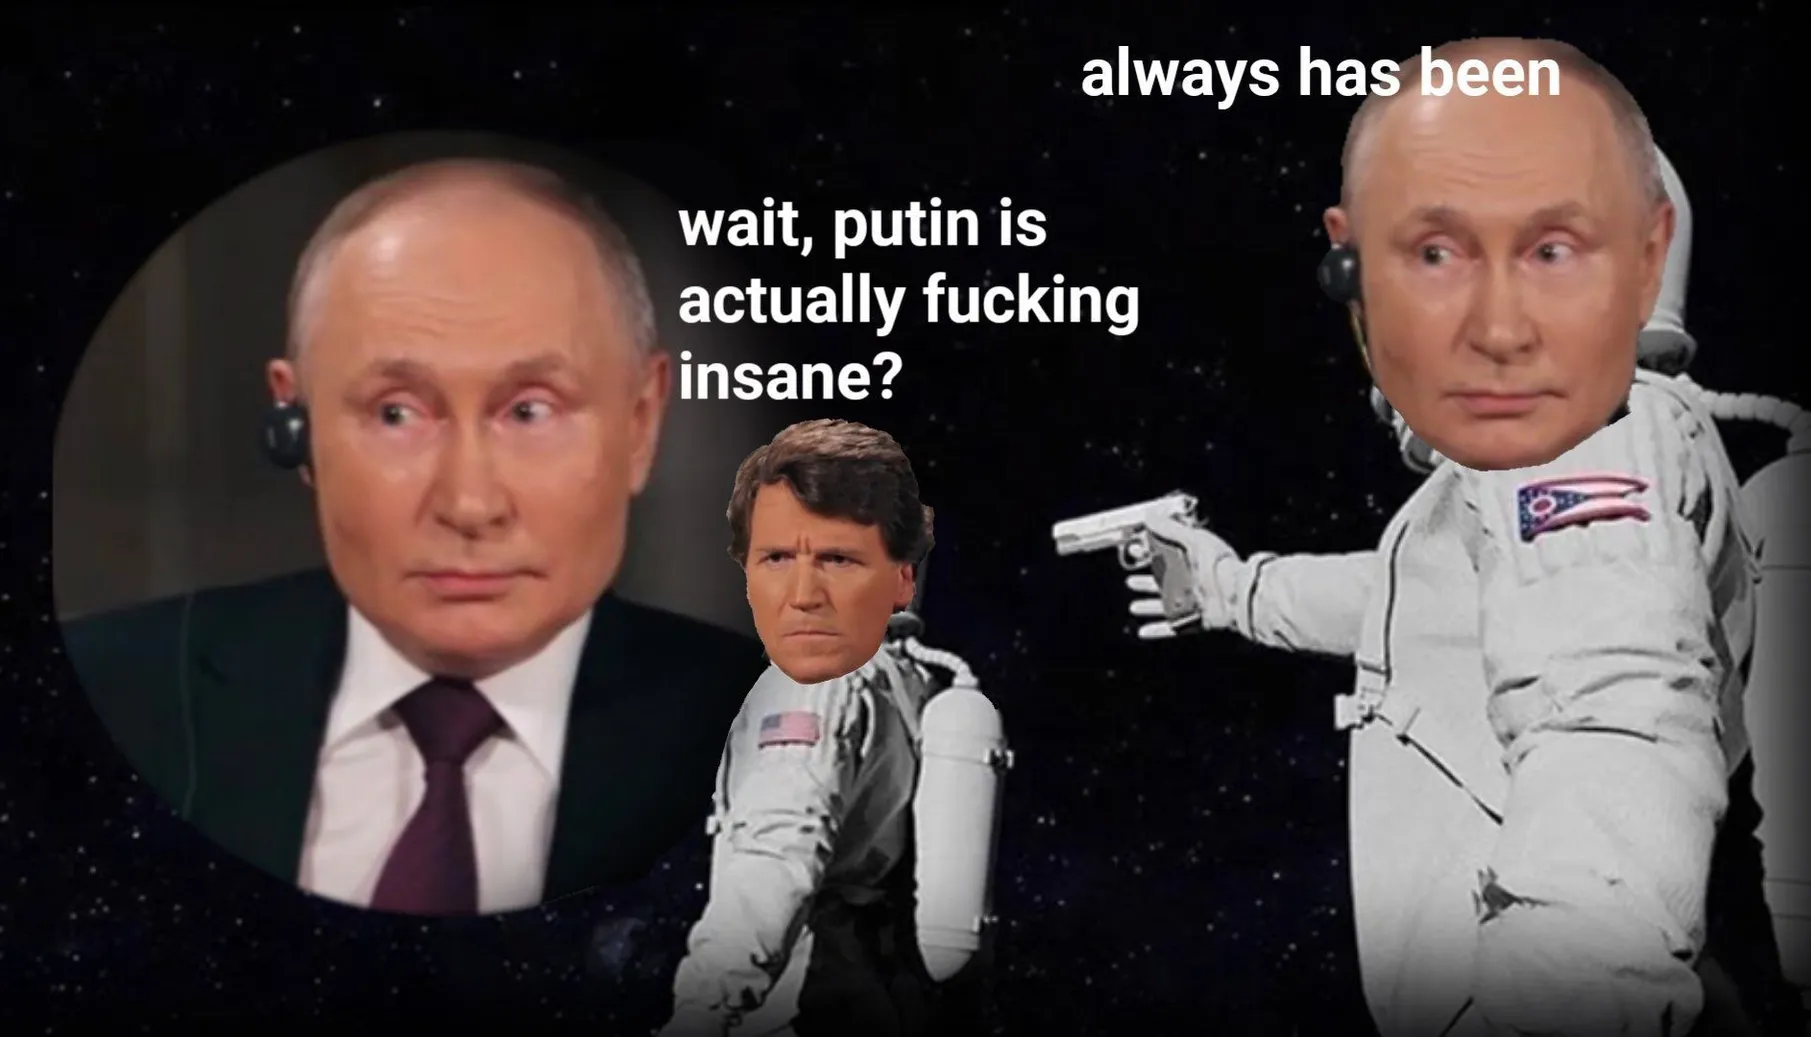 always has been
wait, putin is
actually fucking
insane?